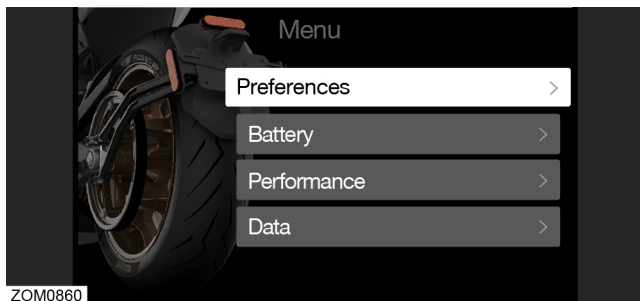 Menu
Preferences
Battery
Performance
Data
ZOM0860